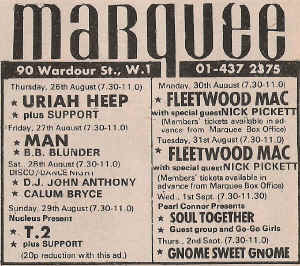 marquee
90 Wardour St., W.1 01-437 2375
Thursday, 26th August (7.30-11.0)
★ URIAH HEEP
★ plus SUPPORT
Friday, 27th August (7.30-11.0)
★ MAN
★ B.B. BLUNDER
Sat. 28th August (7.30-11.0)
DISCO/DANCE NIGHT
★ D.J. JOHN ANTHONY
★ CALUM BRYCE
Sunday, 29th August (7.30-11.0)
Nucleus Present
★ T.2
★ plus SUPPORT
(20p reduction with this ad.)
Monday, 30th August (7.30-11.0)
★ FLEETWOOD MAC
with special guest NICK PICKETT
(Members' tickets available in ad-
vance from Marquee Box Office)
Tuesday, 31st August (7.30-11.0)
★ FLEETWOOD MAC
with special guest NICK PICKETT
(Members' tickets available in
advance from Marquee Box Office)
Wed., 1st Sept. (7.30-11.30)
Pearl Connor Presents
★ SOUL TOGETHER
★ Guest group and Go-Go Girls
Thurs., 2nd Sept. (7.30-11.0)
★ GNOME SWEET GNOME